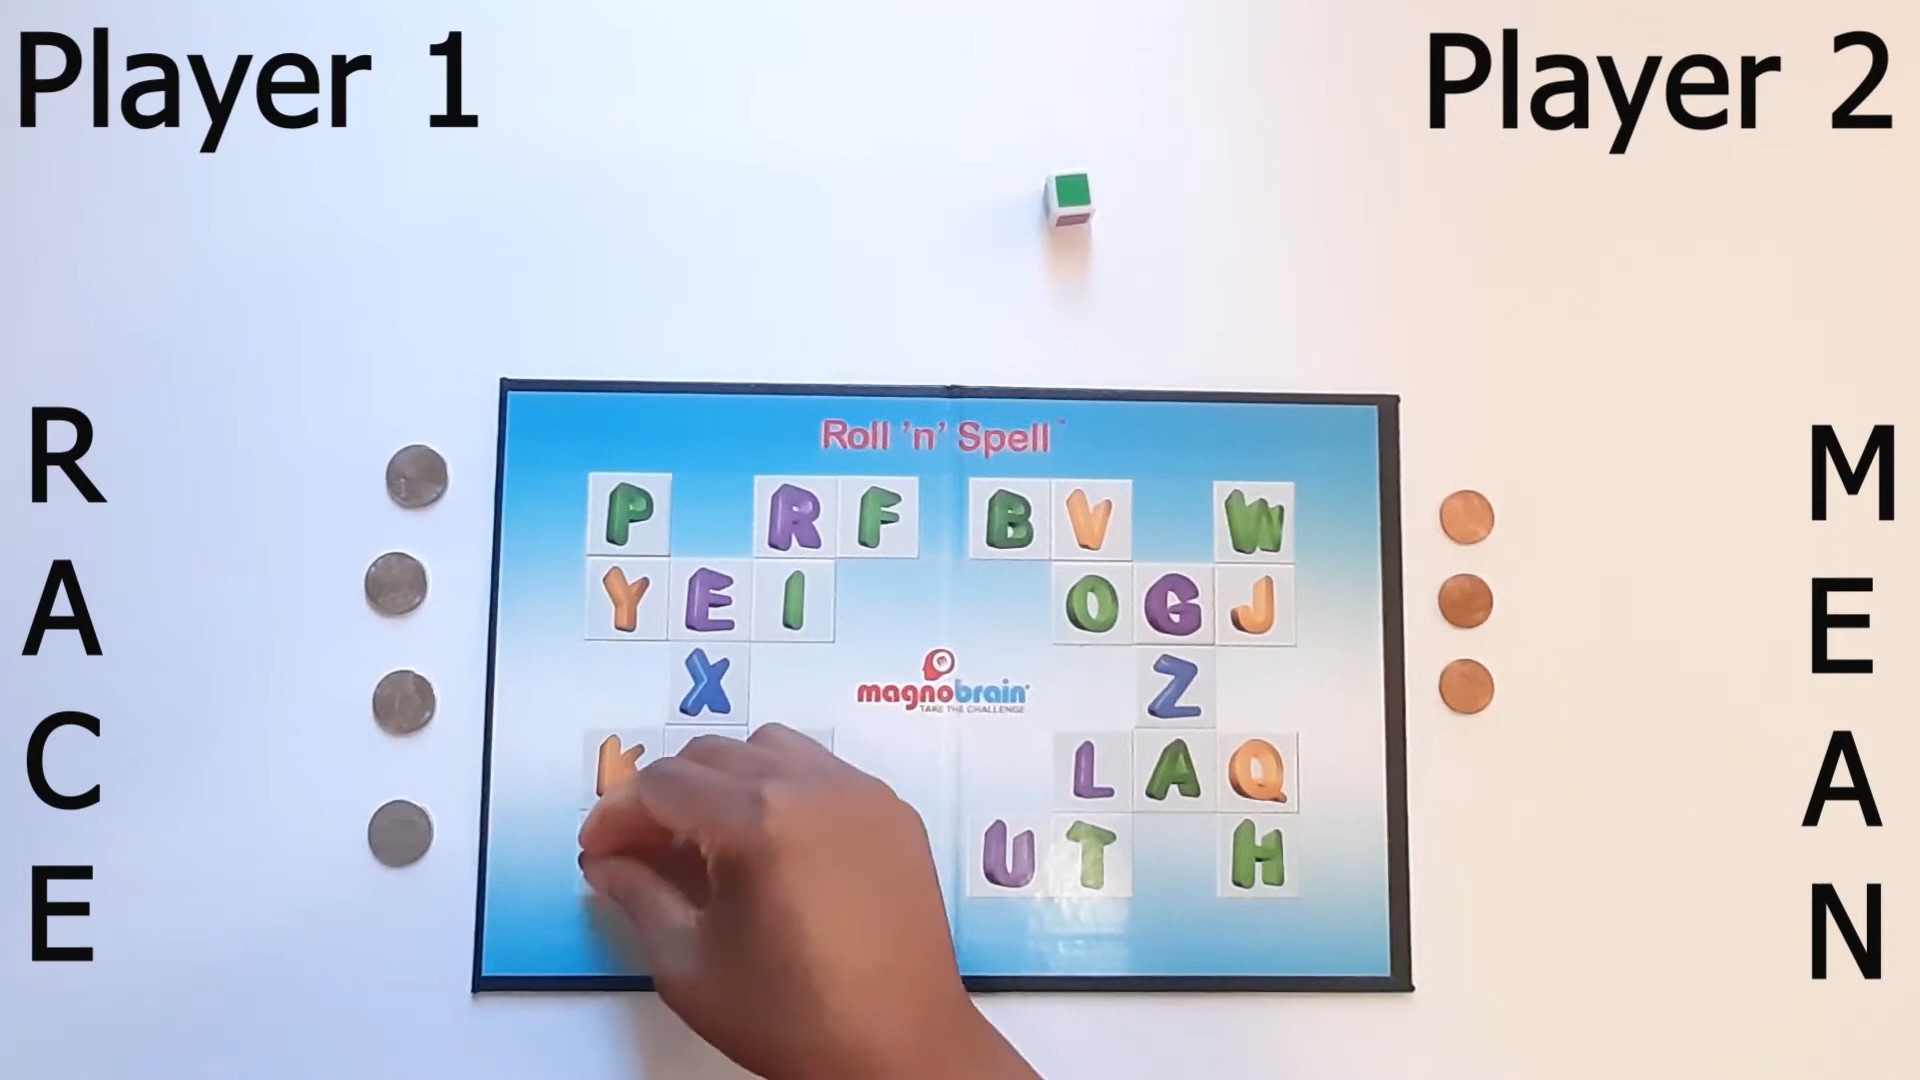 Player 1
Player 2
R
A
C
E
M
E
A
N
Roll 'n' Spell
P R F B V W
Y E I O G J
X Z
K L A Q
U T H
magnobrain
TAKE THE CHALLENGE